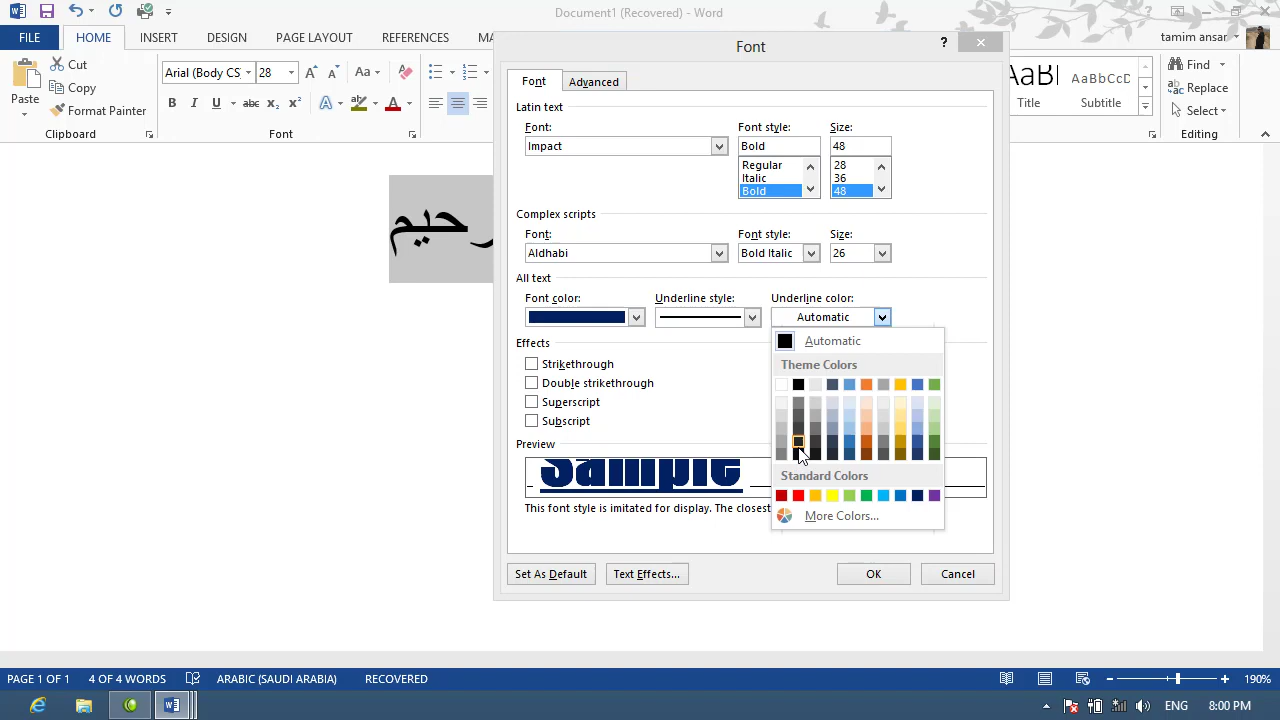 Document1 (Recovered) - Word
FILE
HOME
INSERT
DESIGN
PAGE LAYOUT
REFERENCES
MA
tamim ansar
Paste
Cut
Copy
Format Painter
Clipboard
Arial (Body CS)
28
Font
Title
AaBbCcD
Subtitle
Find
Replace
Select
Editing
Font
Font
Advanced
Latin text
Font:
Font style:
Size:
Impact
Bold
48
Regular
28
Italic
36
Bold
48
Complex scripts
Font:
Font style:
Size:
Aldhabi
Bold Italic
26
All text
Font color:
Underline style:
Underline color:
Automatic
Automatic
Theme Colors
Effects
Strikethrough
Double strikethrough
Superscript
Subscript
Preview
Sample
Standard Colors
More Colors...
This font style is imitated for display. The closest
Set As Default
Text Effects...
OK
Cancel
رحيم
PAGE 1 OF 1
4 OF 4 WORDS
ARABIC (SAUDI ARABIA)
RECOVERED
190%
ENG
8:00 PM